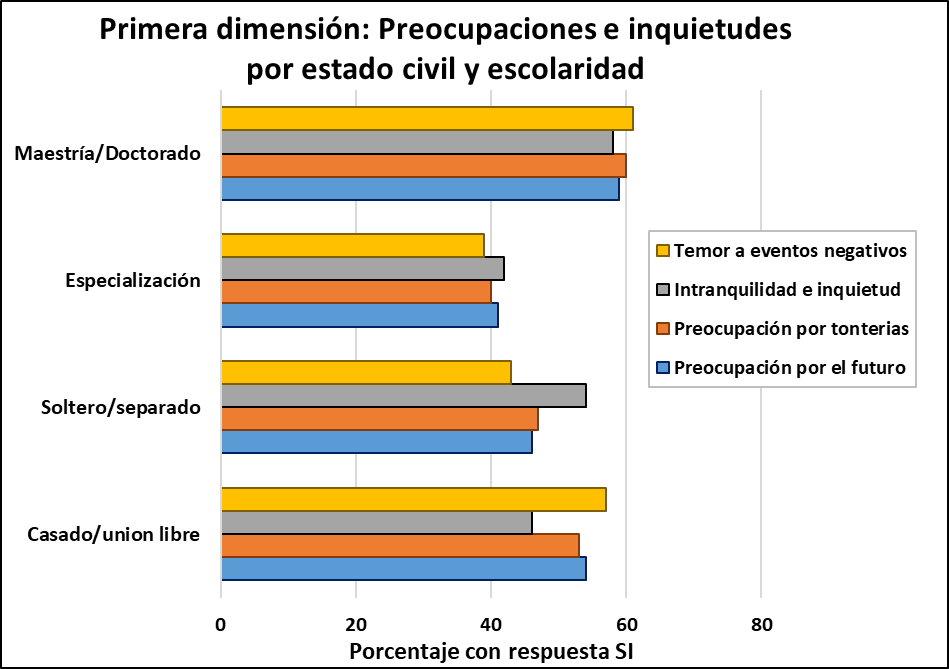 Primera dimensión: Preocupaciones e inquietudes
por estado civil y escolaridad
Maestría/Doctorado
Especialización
Soltero/separado
Casado/union libre
Temor a eventos negativos
Intranquilidad e inquietud
Preocupación por tonterias
Preocupación por el futuro
0 20 40 60 80
Porcentaje con respuesta SI